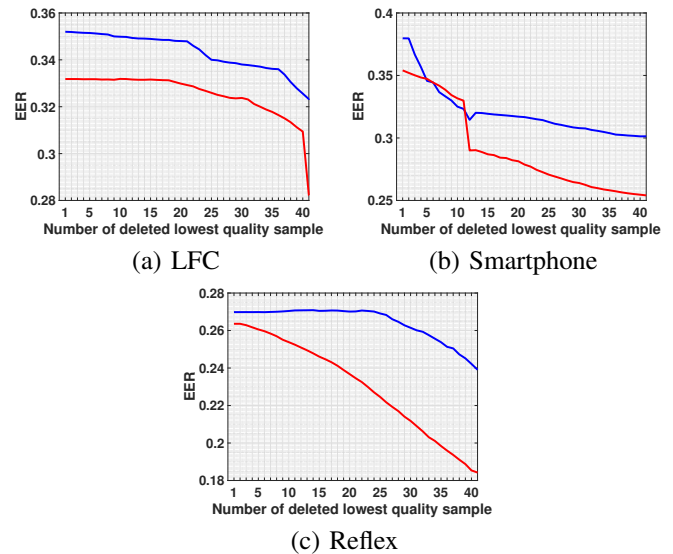 0.36
0.34
0.32
0.3
0.28
EER
1 5 10 15 20 25 30 35 40
Number of deleted lowest quality sample
(a) LFC
0.4
0.35
0.3
0.25
EER
1 5 10 15 20 25 30 35 40
Number of deleted lowest quality sample
(b) Smartphone
0.28
0.26
0.24
0.22
0.2
0.18
EER
1 5 10 15 20 25 30 35 40
Number of deleted lowest quality sample
(c) Reflex